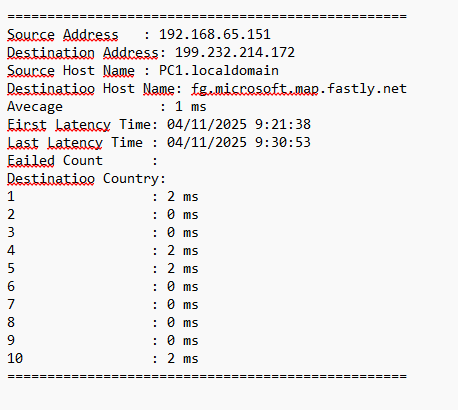 ==================================================
Source Address   : 192.168.65.151
Destination Address: 199.232.214.172
Source Host Name : PC1.localdomain
Destinatioo Host Name: fg.microsoft.map.fastly.net
Avecage            : 1 ms
Eirst Latency Time: 04/11/2025 9:21:38
Last Latency Time : 04/11/2025 9:30:53
Eailed Count      :
Destinatioo Country:
1                 : 2 ms
2                 : 0 ms
3                 : 0 ms
4                 : 2 ms
5                 : 2 ms
6                 : 0 ms
7                 : 0 ms
8                 : 0 ms
9                 : 0 ms
10                : 2 ms
==================================================